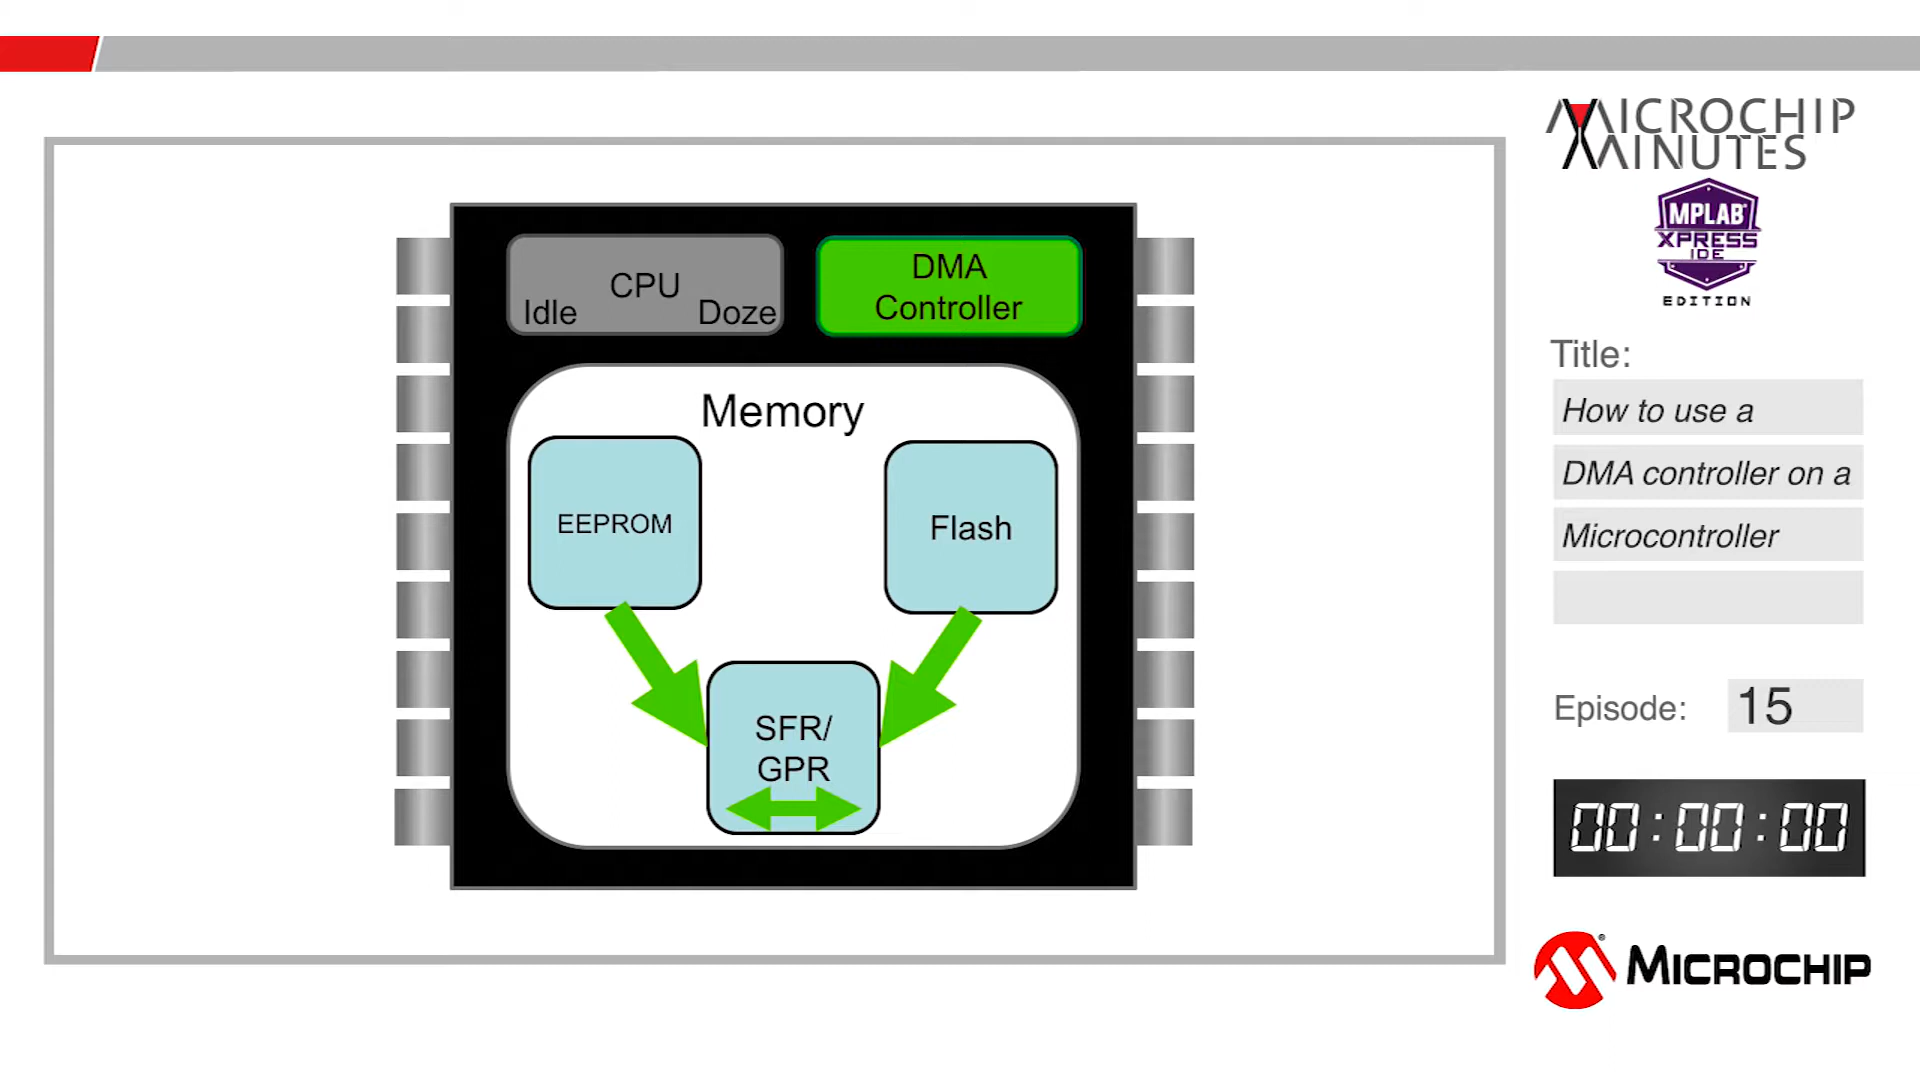 CPU
Idle Doze
DMA
Controller
Memory
EEPROM
Flash
SFR/
GPR
MICROCHIP
MINUTES
MPLAB®
XPRESS
IDE
EDITION
Title:
How to use a
DMA controller on a
Microcontroller
Episode: 15
00:00:00
MICROCHIP